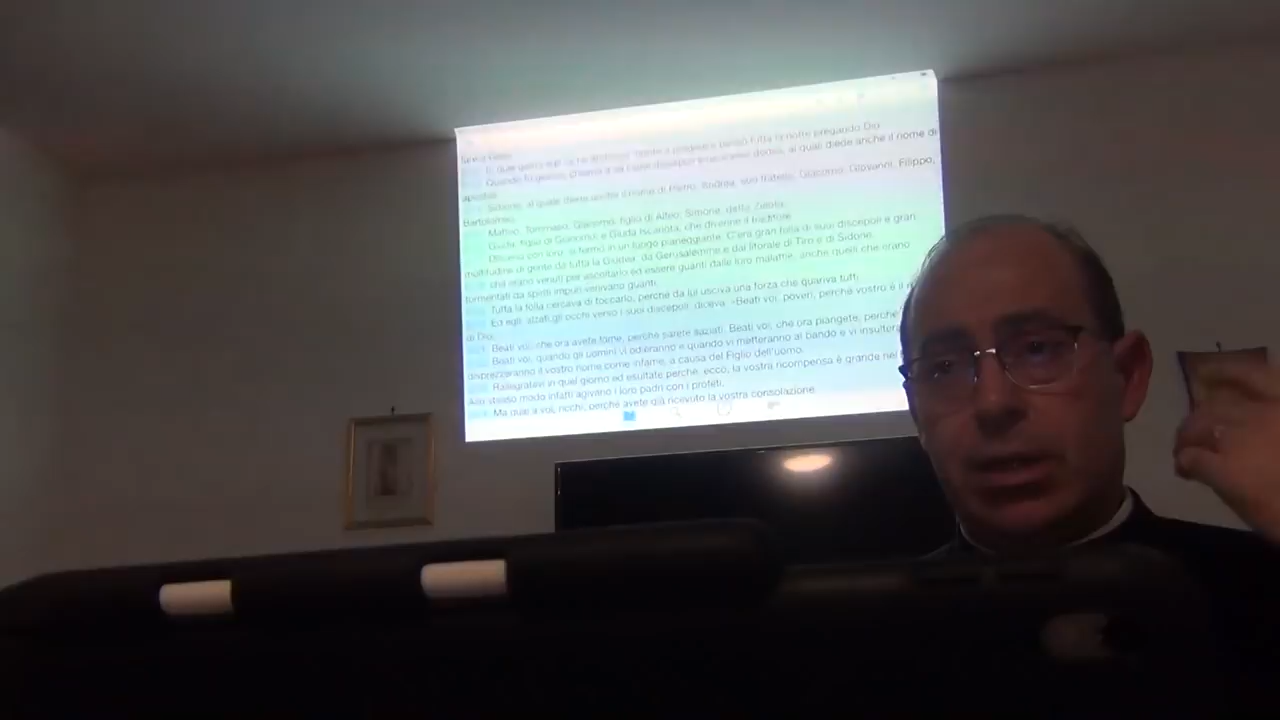 In quei giorni egli se ne andò sul monte a pregare e passò tutta la notte pregando Dio.
Quando fu giorno, chiamò a sé i suoi discepoli e ne scelse dodici, ai quali diede anche il nome di
apostoli:
Simone, al quale diede anche il nome di Pietro; Andrea, suo fratello; Giacomo, Giovanni, Filippo,
Bartolomeo,
Matteo, Tommaso; Giacomo, figlio di Alfeo; Simone, detto Zelota;
Giuda, figlio di Giacomo; e Giuda Iscariota, che divenne il traditore.
Disceso con loro, si fermò in un luogo pianeggiante. C'era gran folla di suoi discepoli e gran
moltitudine di gente da tutta la Giudea, da Gerusalemme e dal litorale di Tiro e di Sidone,
che erano venuti per ascoltarlo ed essere guariti dalle loro malattie; anche quelli che erano
tormentati da spiriti impuri venivano guariti.
Tutta la folla cercava di toccarlo, perché da lui usciva una forza che guariva tutti.
Ed egli, alzàti gli occhi verso i suoi discepoli, diceva: «Beati voi, poveri, perché vostro è il
di Dio.
Beati voi, che ora avete fame, perché sarete saziati. Beati voi, che ora piangete, perché
Beati voi, quando gli uomini vi odieranno e quando vi metteranno al bando e vi insulteranno
disprezzeranno il vostro nome come infame, a causa del Figlio dell'uomo.
Rallegratevi in quel giorno ed esultate perché, ecco, la vostra ricompensa è grande
Allo stesso modo infatti agivano i loro padri con i profeti.
Ma guai a voi, ricchi, perché avete già ricevuto la vostra consolazione.